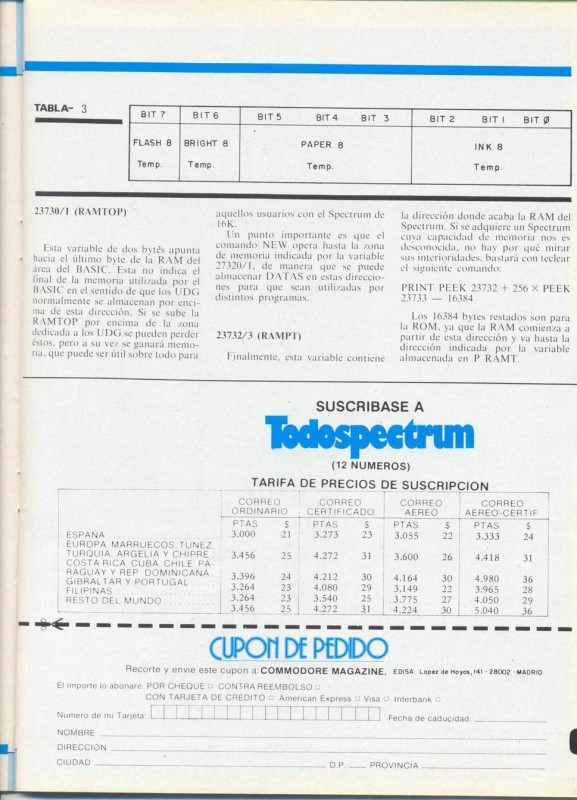 TABLA- 3
BIT 7 BIT 6 BIT 5 BIT 4 BIT 3 BIT 2 BIT 1 BIT Ø
FLASH 8 BRIGHT 8 PAPER 8 INK 8
Temp. Temp. Temp. Temp.
23730/1 (RAMTOP)
Esta variable de dos bytes apunta
hacia el último byte de la RAM del
área del BASIC. Esta no indica el
final de la memoria utilizada por el
BASIC en el sentido de que los UDG
normalmente se almacenan por enci-
ma de esta dirección. Si se sube la
RAMTOP por encima de la zona
dedicada a los UDG se pueden perder
éstos, pero a su vez se ganará memo-
ria, que puede ser útil sobre todo para
aquellos usuarios con el Spectrum de
16K.
Un punto importante es que el
comando NEW opera hasta la zona
de memoria indicada por la variable
27320/1, de manera que se puede
almacenar DATAS en estas direccio-
nes para que sean utilizadas por
distintos programas.
23732/3 (RAMPT)
Finalmente, esta variable contiene
la dirección donde acaba la RAM del
Spectrum. Si se adquiere un Spectrum
cuya capacidad de memoria nos es
desconocida, no hay por qué mirar
sus interioridades, bastará con teclear
el siguiente comando:
PRINT PEEK 23732 + 256 × PEEK
23733 — 16384
Los 16384 bytes restados son para
la ROM, ya que la RAM comienza a
partir de esta dirección y va hasta la
dirección indicada por la variable
almacenada en P RAMT.
SUSCRIBASE A
Todospectrum
(12 NUMEROS)
TARIFA DE PRECIOS DE SUSCRIPCION
CORREO CORREO CORREO CORREO
ORDINARIO CERTIFICADO AEREO AEREO-CERTIF
PTAS $ PTAS $ PTAS $ PTAS $
ESPAÑA 3.000 21 3.273 23 3.055 22 3.333 24
EUROPA, MARRUECOS, TUNEZ,
TURQUIA, ARGELIA Y CHIPRE 3.456 25 4.272 31 3.600 26 4.418 31
COSTA RICA, CUBA, CHILE, PA-
RAGUAY Y REP. DOMINICANA 3.396 24 4.212 30 4.164 30 4.980 36
GIBRALTAR Y PORTUGAL 3.264 23 4.080 29 3.149 22 3.965 28
FILIPINAS 3.264 23 3.540 25 3.775 27 4.050 29
RESTO DEL MUNDO 3.456 25 4.272 31 4.224 30 5.040 36
CUPON DE PEDIDO
Recorte y envie este cupon a: COMMODORE MAGAZINE, EDISA Lopez de Hoyos, 141 - 28002 - MADRID
El importe lo abonare: POR CHEQUE □ CONTRA REEMBOLSO □
CON TARJETA DE CREDITO □ American Express □ Visa □ Interbank □
Numero de mi Tarjeta: Fecha de caducidad:
NOMBRE
DIRECCION
CIUDAD D.P. PROVINCIA